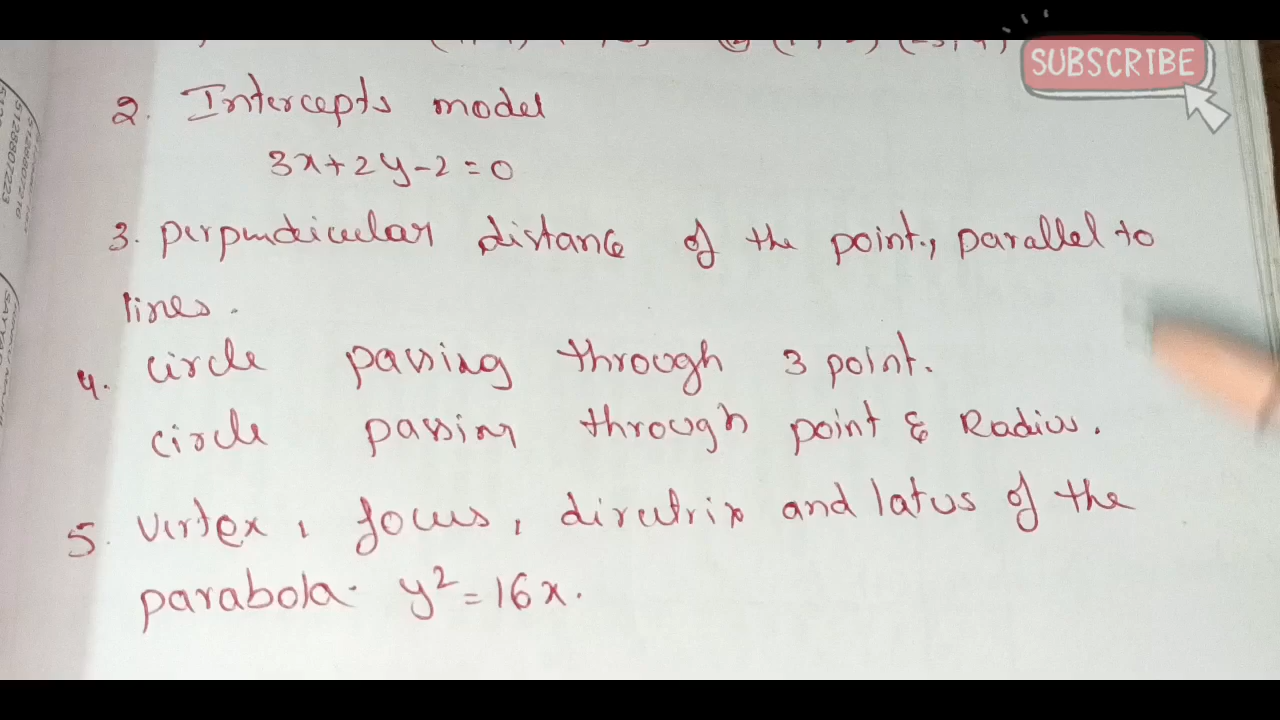 SUBSCRIBE
2. Intercepts model
3x+2y-2=0
3. perpendicular distance of the point, parallel to
lines.
4. circle passing through 3 point.
circle passing through point & Radius.
5. vertex, focus, directrix and latus of the
parabola. y²=16x.